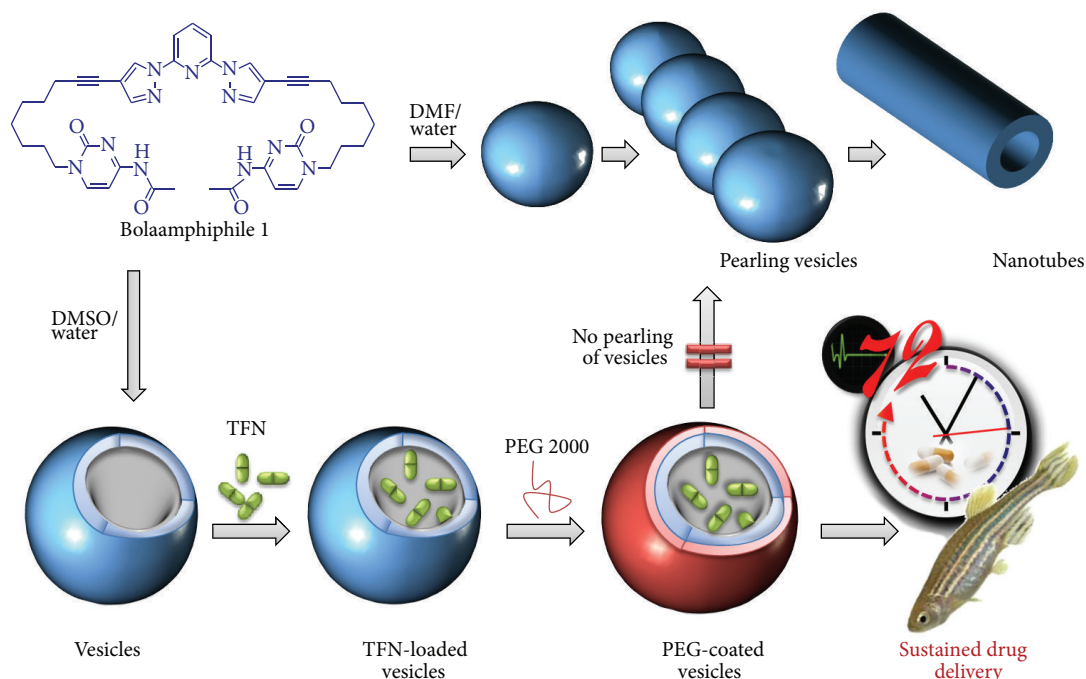 N
N
N
N
N
O
N
N
H
N
O
O
N
N
H
N
O
Bolaamphiphile 1
DMF/
water
Pearling vesicles
Nanotubes
DMSO/
water
No pearling
of vesicles
72
TFN
PEG 2000
Vesicles
TFN-loaded
vesicles
PEG-coated
vesicles
Sustained drug
delivery